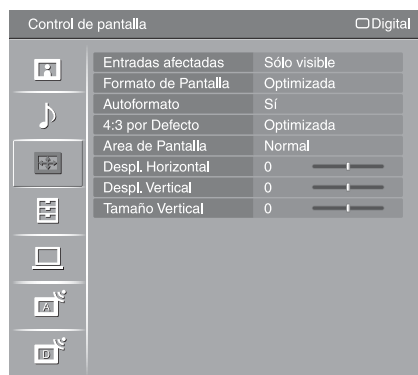 Control de pantalla Digital
Entradas afectadas Sólo visible
Formato de Pantalla Optimizada
Autoformato Sí
4:3 por Defecto Optimizada
Area de Pantalla Normal
Despl. Horizontal 0
Despl. Vertical 0
Tamaño Vertical 0
A
D